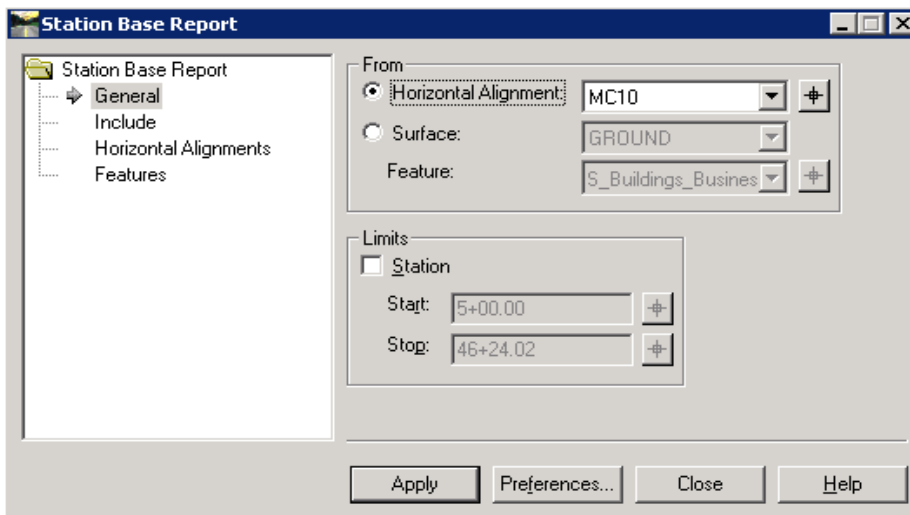 Station Base Report
Station Base Report
General
Include
Horizontal Alignments
Features
From
Horizontal Alignment:
MC10
Surface:
GROUND
Feature:
S_Buildings_Busines
Limits
Station
Start:
5+00.00
Stop:
46+24.02
Apply
Preferences...
Close
Help